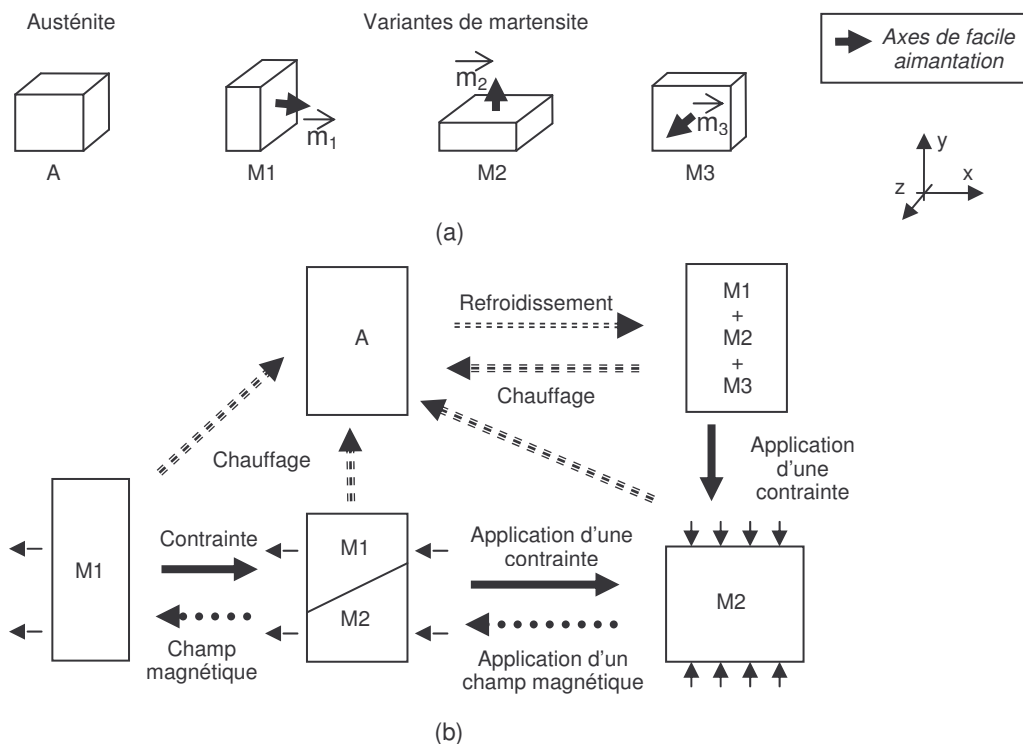 Austénite
Variantes de martensite
Axes de facile
aimantation
m1
m2
m3
A
M1
M2
M3
y
z
x
(a)
A
Refroidissement
Chauffage
M1
+
M2
+
M3
Chauffage
Application
d'une
contrainte
M1
Contrainte
Champ
magnétique
M1
M2
Application d'une
contrainte
Application d'un
champ magnétique
M2
(b)